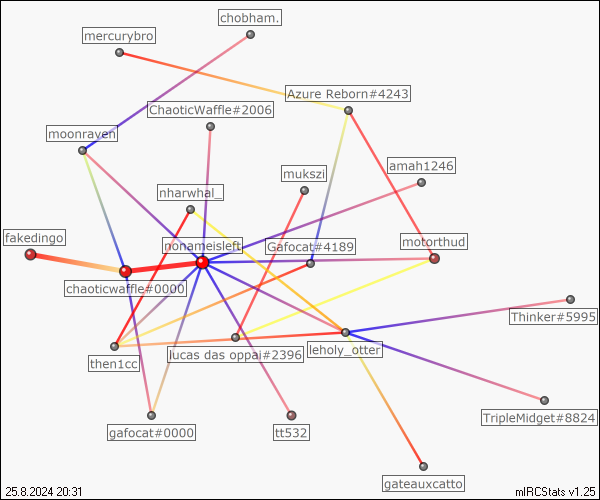 chobham.
mercurybro
Azure Reborn#4243
ChaoticWaffle#2006
moonraven
amah1246
mukszi
nharwhal_
fakedingo
nonameisleft
Gafocat#4189
motorthud
chaoticwaffle#0000
Thinker#5995
then1cc
lucas das oppai#2396
leholy_otter
gafocat#0000
tt532
TripleMidget#8824
gateauxcatto
25.8.2024 20:31
mIRCStats v1.25